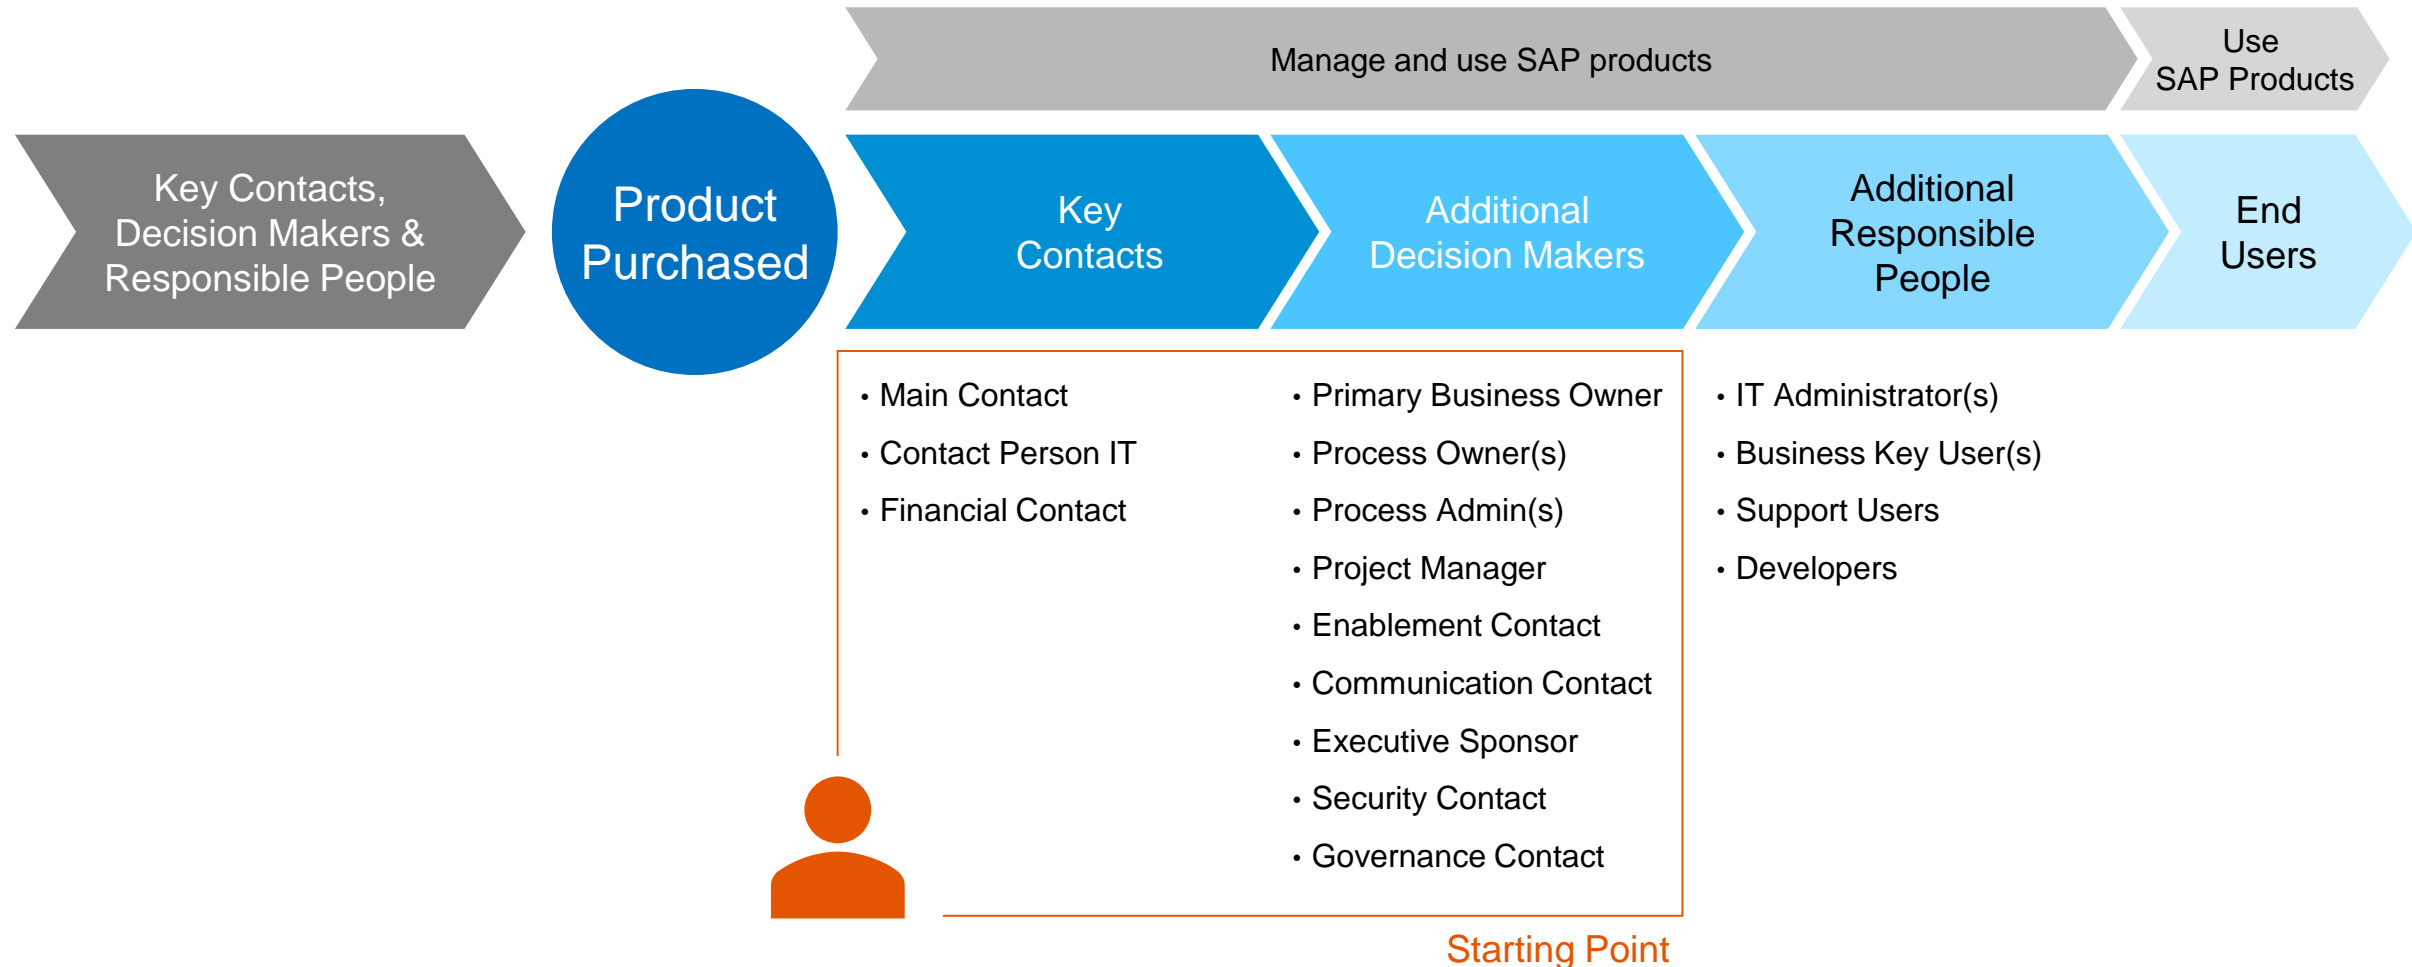 Manage and use SAP products
Use
SAP Products
Key Contacts,
Decision Makers &
Responsible People
Product
Purchased
Key
Contacts
Additional
Decision Makers
Additional
Responsible
People
End
Users
• Main Contact
• Contact Person IT
• Financial Contact
• Primary Business Owner
• Process Owner(s)
• Process Admin(s)
• Project Manager
• Enablement Contact
• Communication Contact
• Executive Sponsor
• Security Contact
• Governance Contact
• IT Administrator(s)
• Business Key User(s)
• Support Users
• Developers
Starting Point